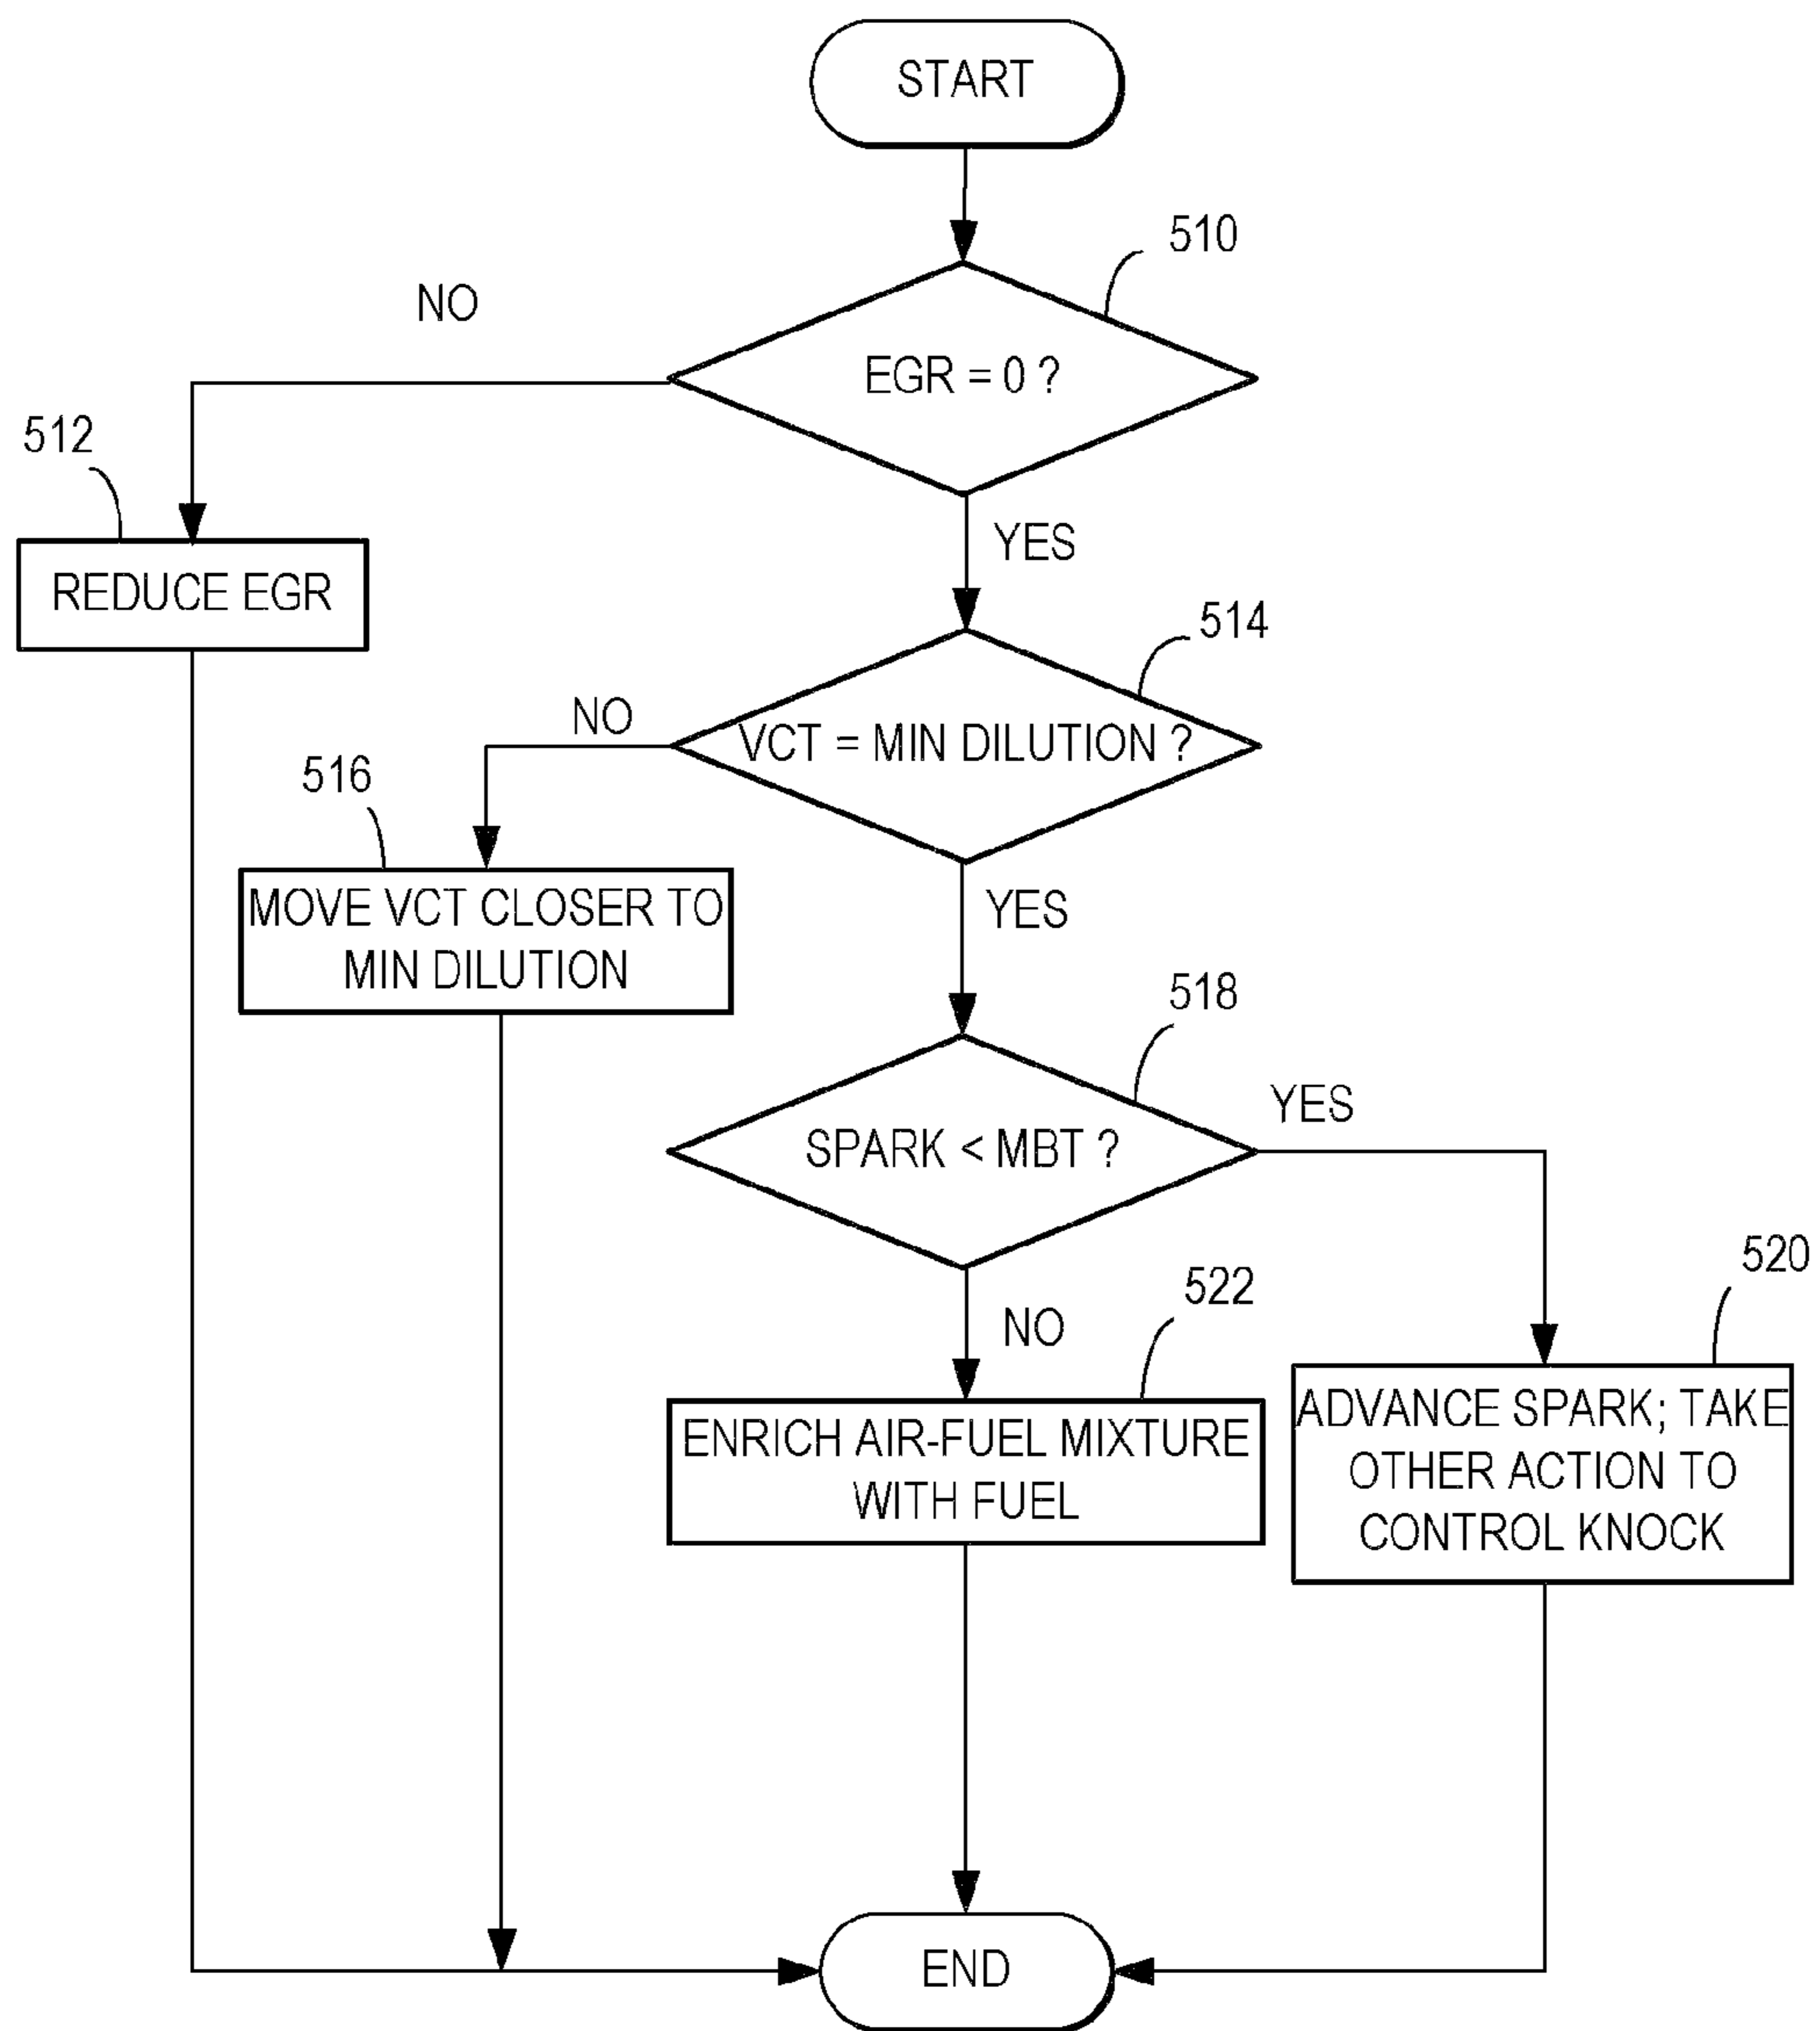 START
510
NO
EGR = 0 ?
512
REDUCE EGR
YES
514
NO
VCT = MIN DILUTION ?
516
MOVE VCT CLOSER TO
MIN DILUTION
YES
518
YES
SPARK < MBT ?
520
522
NO
ENRICH AIR-FUEL MIXTURE
WITH FUEL
ADVANCE SPARK; TAKE
OTHER ACTION TO
CONTROL KNOCK
END